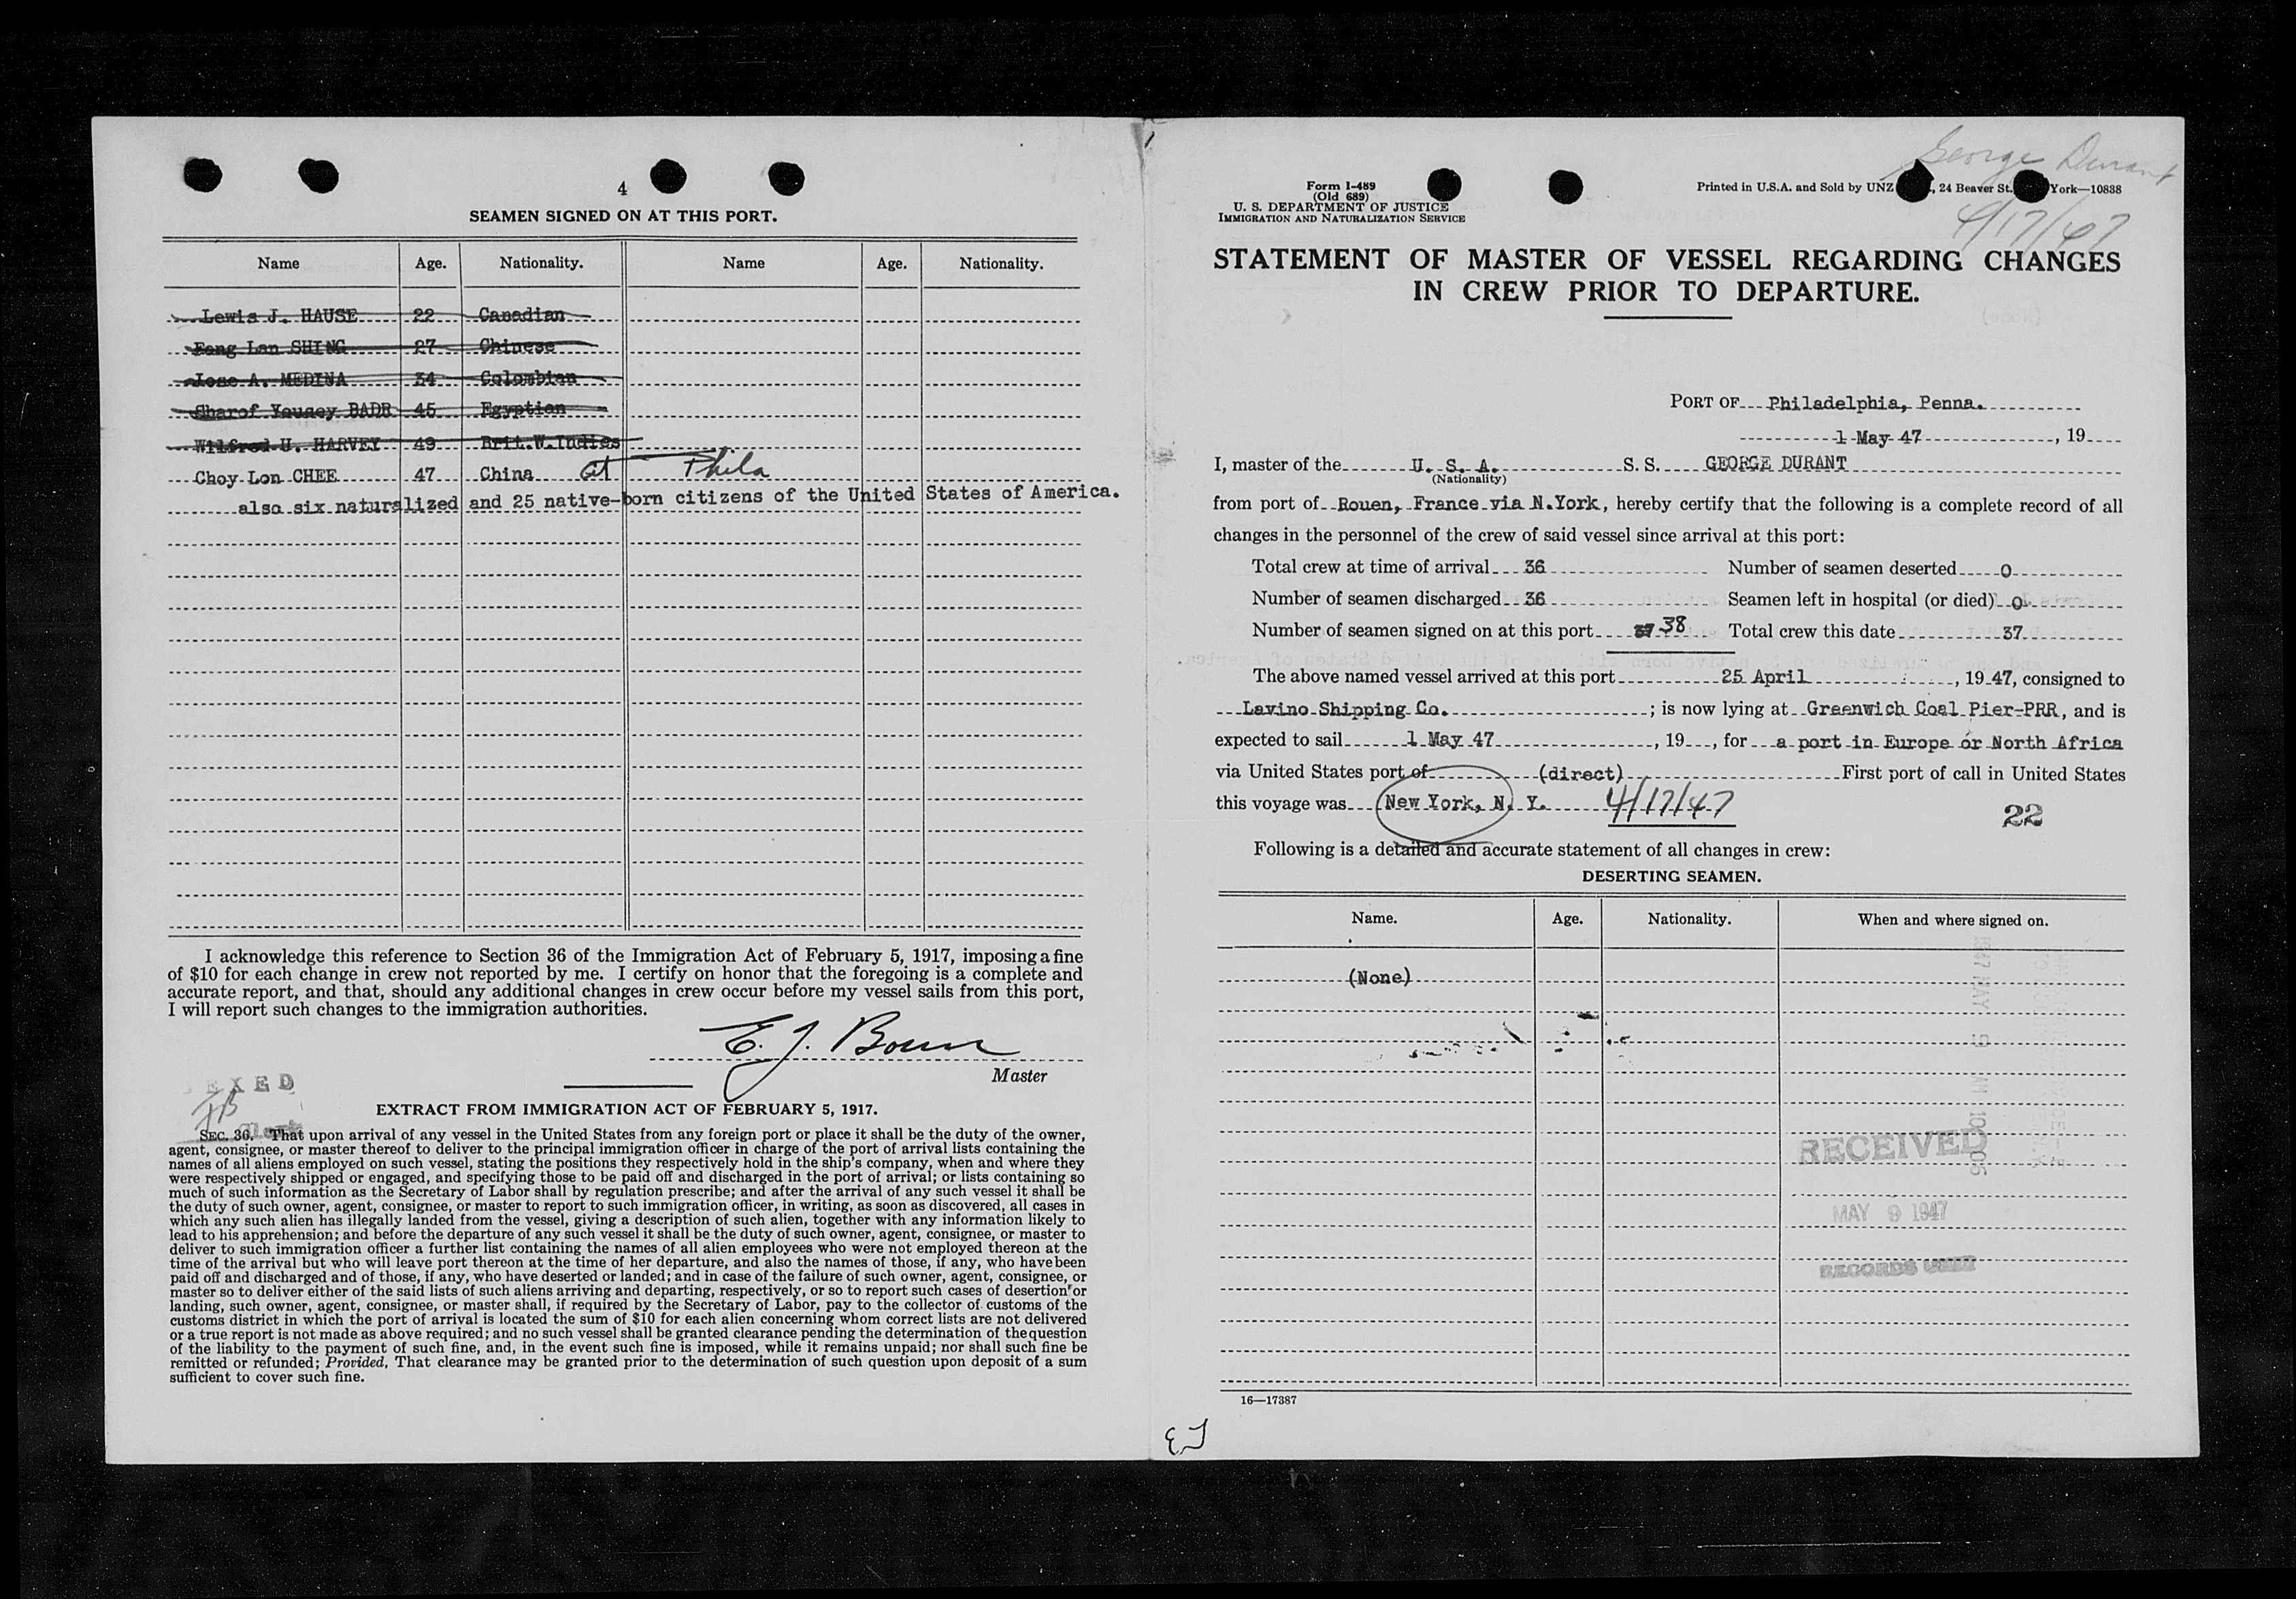 4
SEAMEN SIGNED ON AT THIS PORT.
Name Age. Nationality. Name Age. Nationality.
Lewis J. HAUSE 22 Canadian
Fong Lan SHING 27 Chinese
Jose A. MEDINA 34 Colombian
Sharof Yousey BADR 45 Egyptian
Wilfred U. HARVEY 49 Brit.W.Indies
Choy Lon CHEE 47 China at Phila
also six naturalized and 25 native-born citizens of the United States of America.
I acknowledge this reference to Section 36 of the Immigration Act of February 5, 1917, imposing a fine
of $10 for each change in crew not reported by me. I certify on honor that the foregoing is a complete and
accurate report, and that, should any additional changes in crew occur before my vessel sails from this port,
I will report such changes to the immigration authorities.
E. J. 
Master
EXED
EXTRACT FROM IMMIGRATION ACT OF FEBRUARY 5, 1917.
SEC. 36. That upon arrival of any vessel in the United States from any foreign port or place it shall be the duty of the owner,
agent, consignee, or master thereof to deliver to the principal immigration officer in charge of the port of arrival lists containing the
names of all aliens employed on such vessel, stating the positions they respectively hold in the ship's company, when and where they
were respectively shipped or engaged, and specifying those to be paid off and discharged in the port of arrival; or lists containing so
much of such information as the Secretary of Labor shall by regulation prescribe; and after the arrival of any such vessel it shall be
the duty of such owner, agent, consignee, or master to report to such immigration officer, in writing, as soon as discovered, all cases in
which any such alien has illegally landed from the vessel, giving a description of such alien, together with any information likely to
lead to his apprehension; and before the departure of any such vessel it shall be the duty of such owner, agent, consignee, or master to
deliver to such immigration officer a further list containing the names of all alien employees who were not employed thereon at the
time of the arrival but who will leave port thereon at the time of her departure, and also the names of those, if any, who have been
paid off and discharged and of those, if any, who have deserted or landed; and in case of the failure of such owner, agent, consignee, or
master so to deliver either of the said lists of such aliens arriving and departing, respectively, or so to report such cases of desertion or
landing, such owner, agent, consignee, or master shall, if required by the Secretary of Labor, pay to the collector of customs of the
customs district in which the port of arrival is located the sum of $10 for each alien concerning whom correct lists are not delivered
or a true report is not made as above required; and no such vessel shall be granted clearance pending the determination of the question
of the liability to the payment of such fine, and, in the event such fine is imposed, while it remains unpaid; nor shall such fine be
remitted or refunded; Provided, That clearance may be granted prior to the determination of such question upon deposit of a sum
sufficient to cover such fine.
George Durant
4/17/47
Form I-489
(Old 689)
U. S. DEPARTMENT OF JUSTICE
IMMIGRATION AND NATURALIZATION SERVICE
Printed in U.S.A. and Sold by UNZ , 24 Beaver St. York—10838
STATEMENT OF MASTER OF VESSEL REGARDING CHANGES
IN CREW PRIOR TO DEPARTURE.
PORT OF Philadelphia, Penna.
1 May 47, 19
I, master of the U. S. A. S. S. GEORGE DURANT
(Nationality)
from port of Rouen, France via N.York, hereby certify that the following is a complete record of all
changes in the personnel of the crew of said vessel since arrival at this port:
Total crew at time of arrival 36 Number of seamen deserted 0
Number of seamen discharged 36 Seamen left in hospital (or died) 0
Number of seamen signed on at this port 37 38 Total crew this date 37
The above named vessel arrived at this port 25 April, 19 47, consigned to
Lavino Shipping Co. ; is now lying at Greenwich Coal Pier-PRR, and is
expected to sail 1 May 47, 19, for a port in Europe or North Africa
via United States port of (direct) First port of call in United States
this voyage was New York, N. Y. 4/17/47
22
Following is a detailed and accurate statement of all changes in crew:
DESERTING SEAMEN.
Name. Age. Nationality. When and where signed on.
(None)
RECEIVED
MAY 9 1947
RECORDS UNIT
16—17387